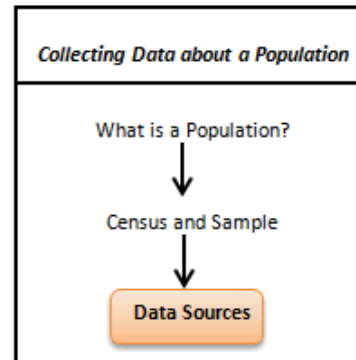 Collecting Data about a Population
What is a Population?
Census and Sample
Data Sources